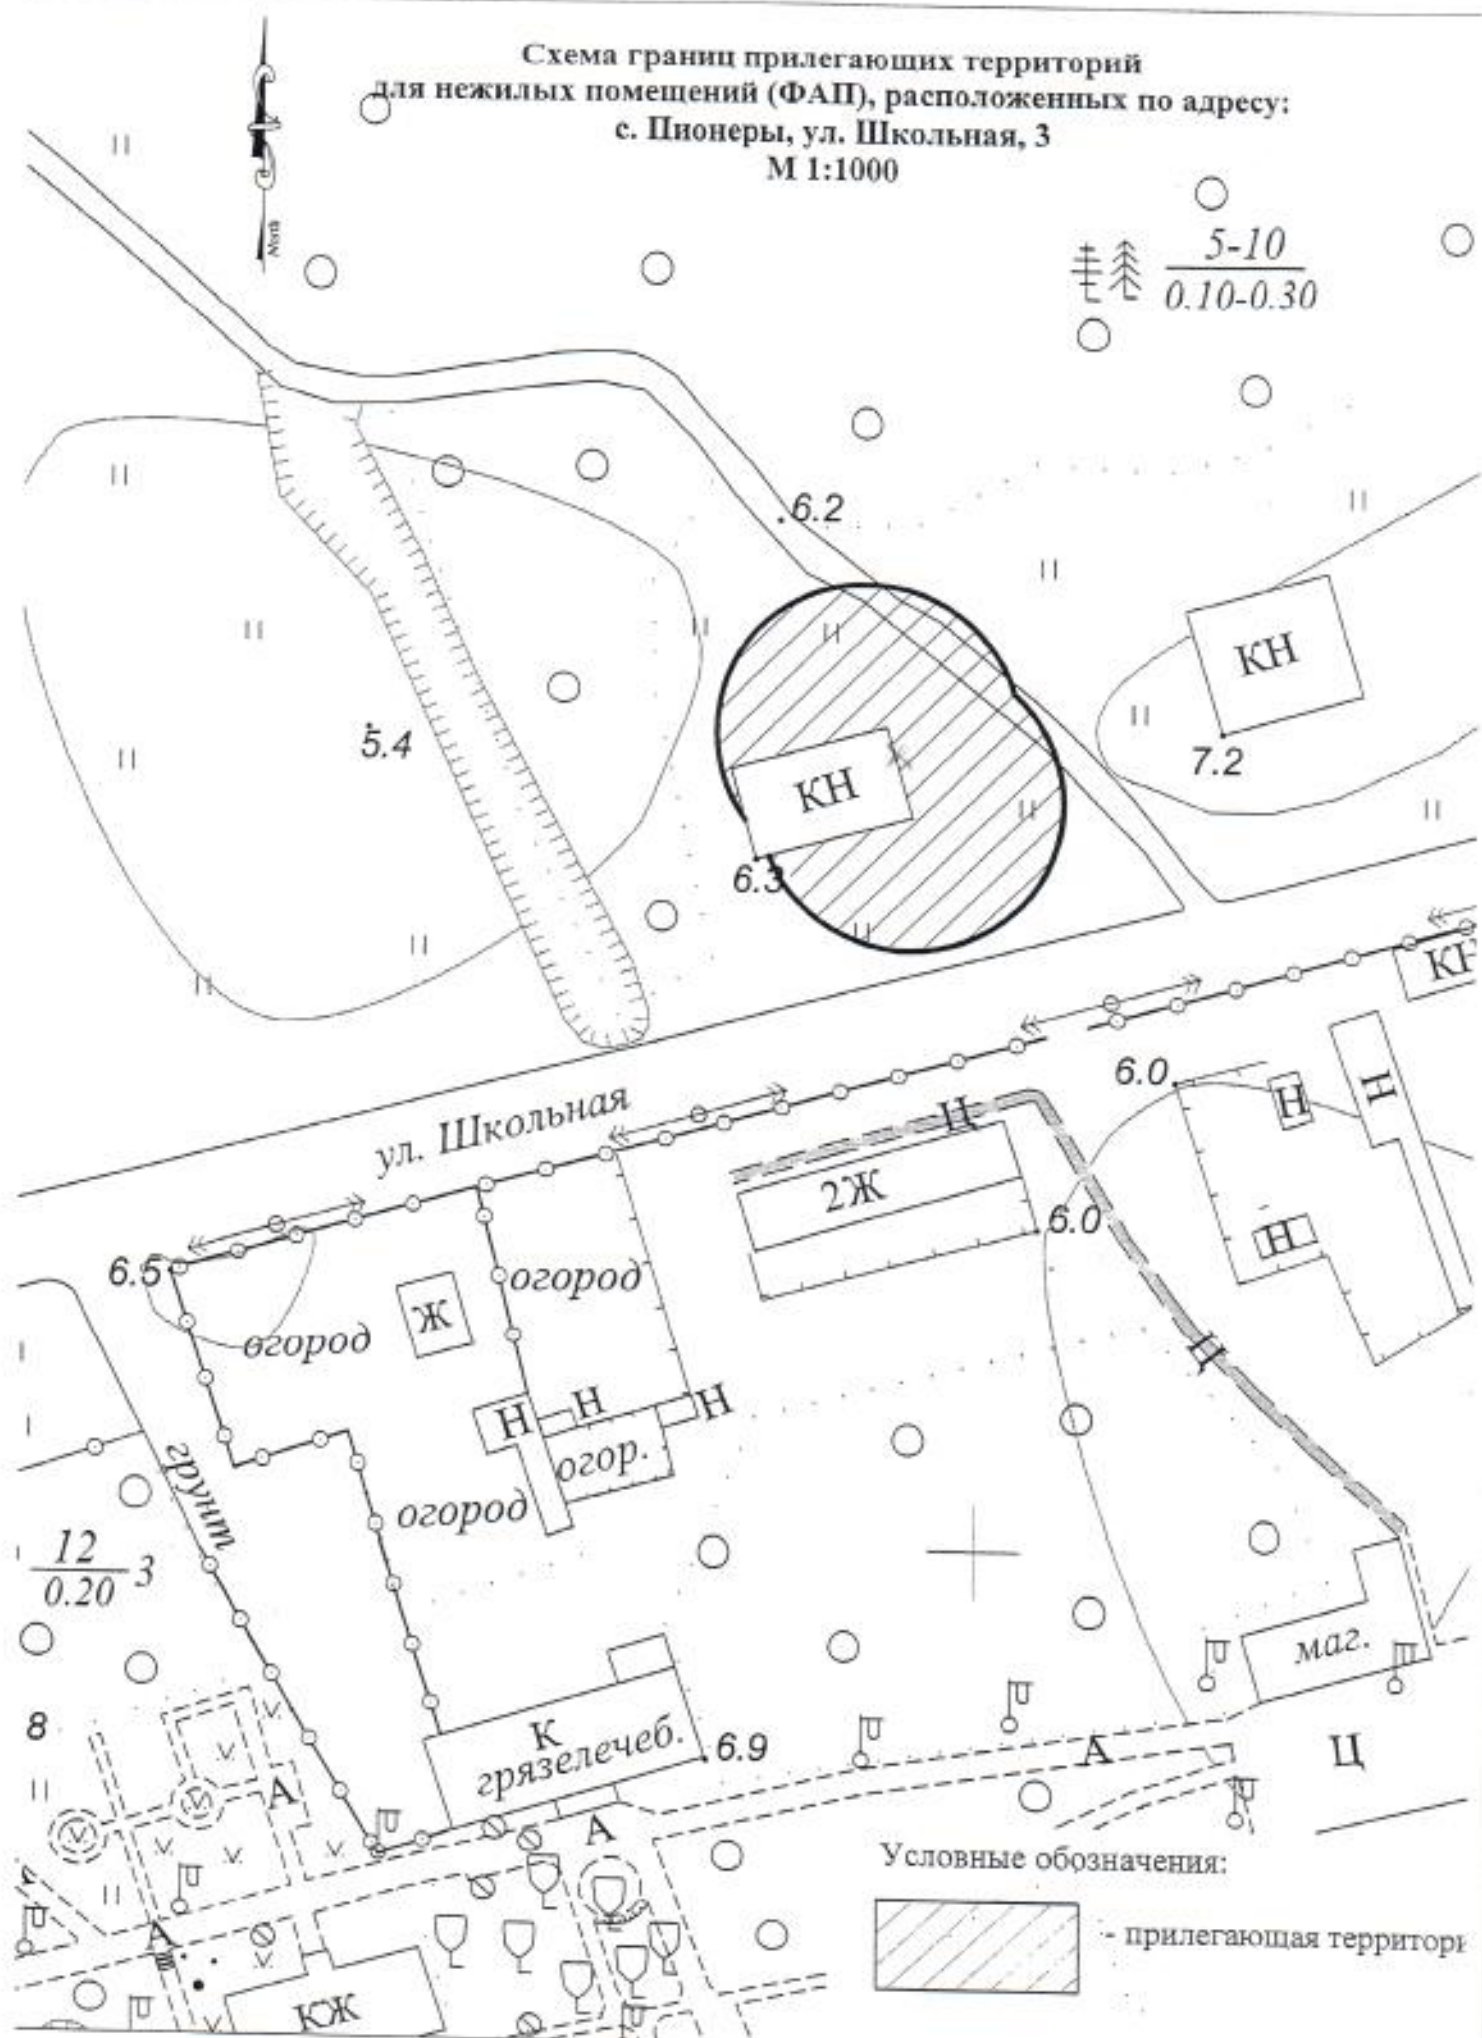 Схема границ прилегающих территорий
для нежилых помещений (ФАП), расположенных по адресу:
с. Пионеры, ул. Школьная, 3
М 1:1000
North
5-10
0.10-0.30
6.2
КН
7.2
5.4
КН
6.3
КН
6.0
Н
Н
Н
ул. Школьная
2Ж
6.0
Н
6.5
огород
Ж
огород
Н
Н
Н
Н
огор.
огород
грунт
12
0.20
3
маг.
8
К
грязелечеб.
6.9
А
Ц
А
А
А
КЖ
Условные обозначения:
- прилегающая территори